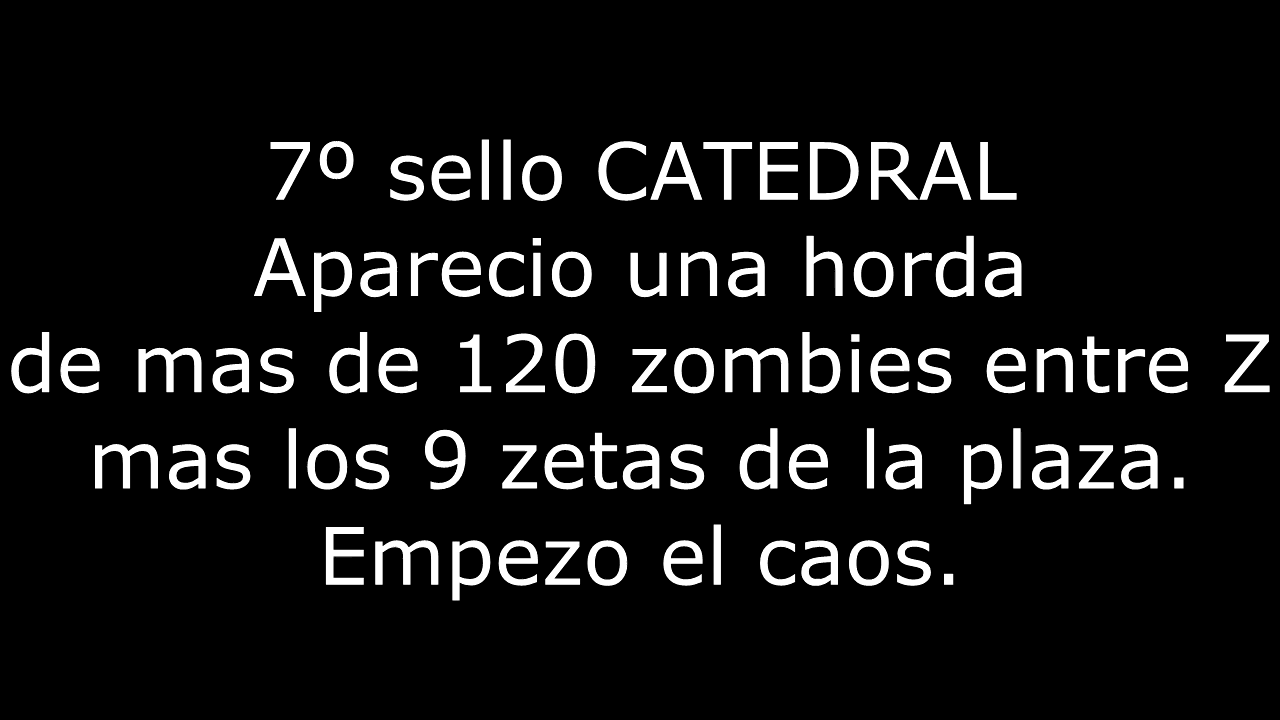 7º sello CATEDRAL
Aparecio una horda
de mas de 120 zombies entre Z
mas los 9 zetas de la plaza.
Empezo el caos.